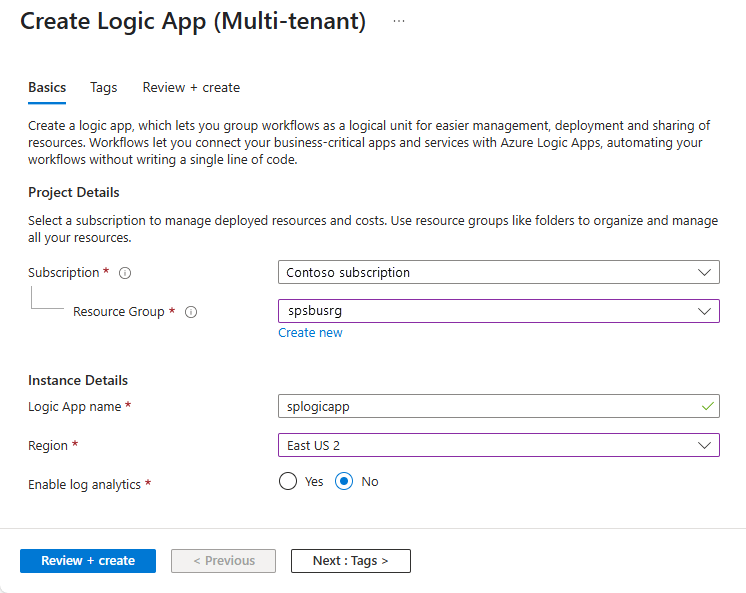 Create Logic App (Multi-tenant) ...
Basics Tags Review + create
Create a logic app, which lets you group workflows as a logical unit for easier management, deployment and sharing of
resources. Workflows let you connect your business-critical apps and services with Azure Logic Apps, automating your
workflows without writing a single line of code.
Project Details
Select a subscription to manage deployed resources and costs. Use resource groups like folders to organize and manage
all your resources.
Subscription * Contoso subscription
Resource Group * spsbusrg
Create new
Instance Details
Logic App name * splogicapp
Region * East US 2
Enable log analytics * Yes No
Review + create < Previous Next : Tags >